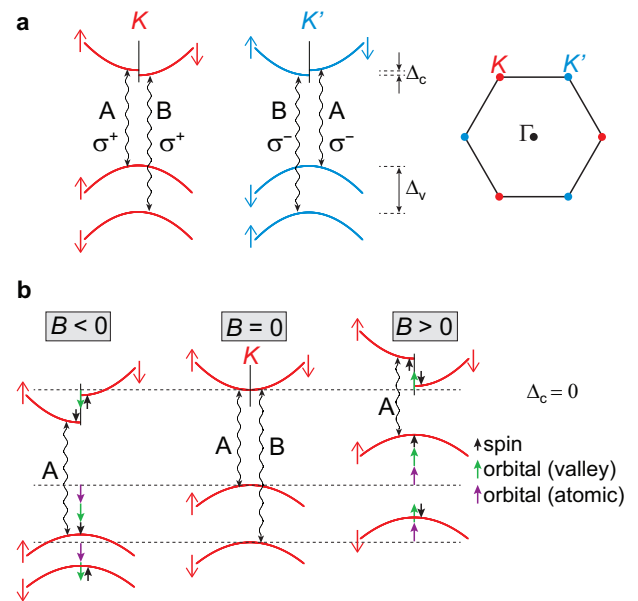 a
K
K'
A
B
σ⁺
σ⁺
B
A
σ⁻
σ⁻
Δc
Δv
K
K'
Γ
b
B < 0
B = 0
B > 0
K
Δc = 0
A
A
B
A
spin
orbital (valley)
orbital (atomic)